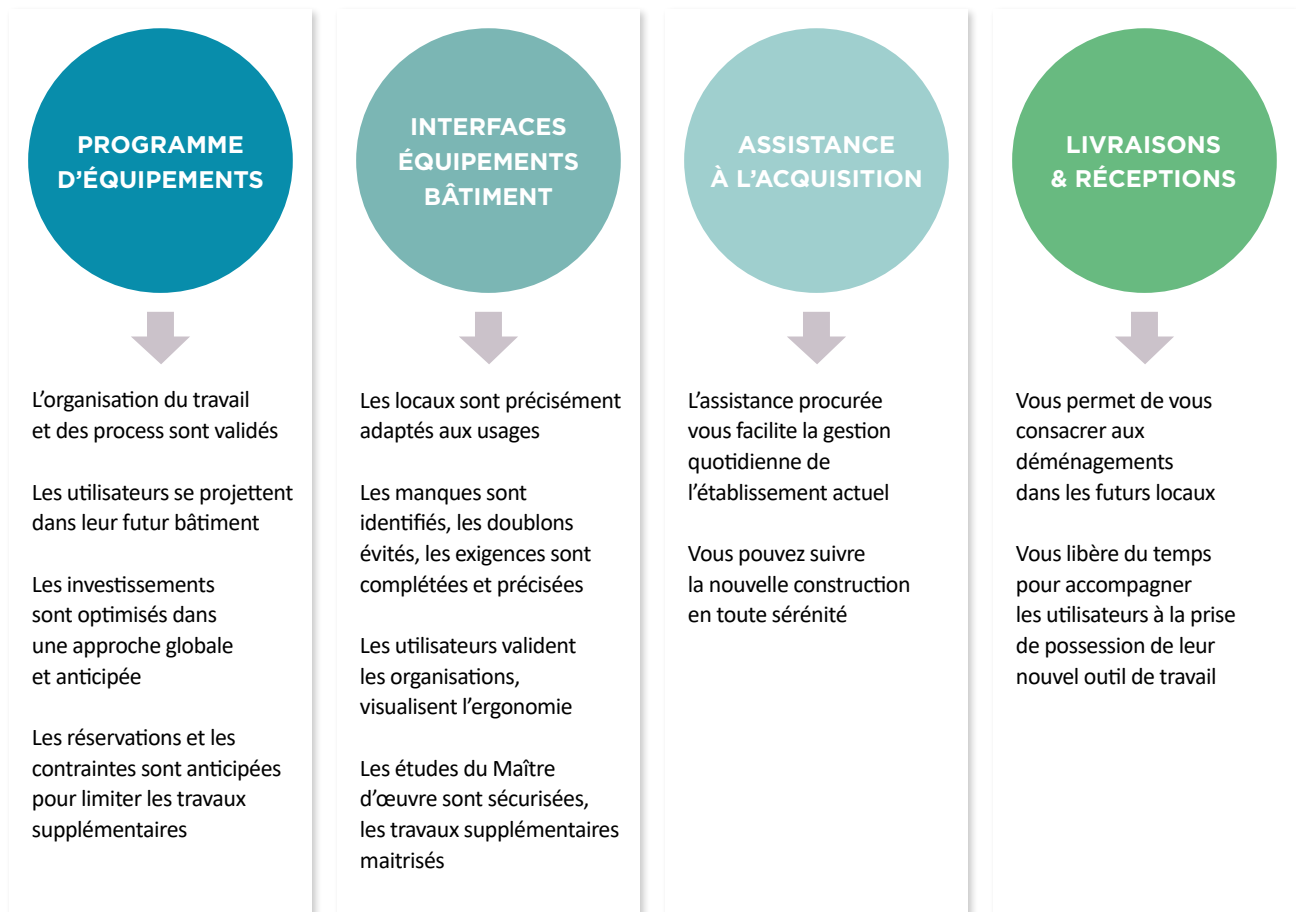 PROGRAMME
D’ÉQUIPEMENTS
L’organisation du travail
et des process sont validés
Les utilisateurs se projettent
dans leur futur bâtiment
Les investissements
sont optimisés dans
une approche globale
et anticipée
Les réservations et les
contraintes sont anticipées
pour limiter les travaux
supplémentaires
INTERFACES
ÉQUIPEMENTS
BÂTIMENT
Les locaux sont précisément
adaptés aux usages
Les manques sont
identifiés, les doublons
évités, les exigences sont
complétées et précisées
Les utilisateurs valident
les organisations,
visualisent l’ergonomie
Les études du Maître
d’œuvre sont sécurisées,
les travaux supplémentaires
maitrisés
ASSISTANCE
À L’ACQUISITION
L’assistance procurée
vous facilite la gestion
quotidienne de
l’établissement actuel
Vous pouvez suivre
la nouvelle construction
en toute sérénité
LIVRAISONS
& RÉCEPTIONS
Vous permet de vous
consacrer aux
déménagements
dans les futurs locaux
Vous libère du temps
pour accompagner
les utilisateurs à la prise
de possession de leur
nouvel outil de travail